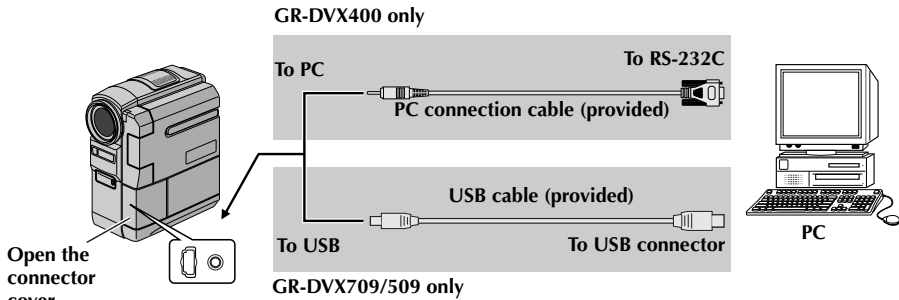 GR-DVX400 only
To PC
To RS-232C
PC connection cable (provided)
USB cable (provided)
To USB
To USB connector
PC
Open the
connector
cover
GR-DVX709/509 only